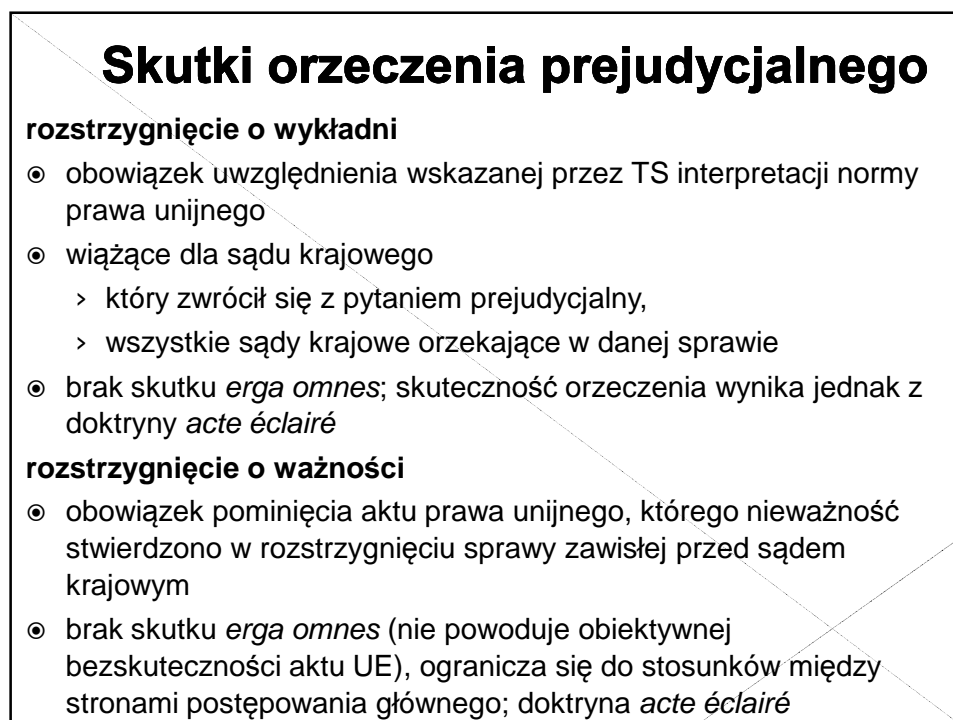 Skutki orzeczenia prejudycjalnego
rozstrzygnięcie o wykładni
⦿ obowiązek uwzględnienia wskazanej przez TS interpretacji normy
prawa unijnego
⦿ wiążące dla sądu krajowego
› który zwrócił się z pytaniem prejudycjalny,
› wszystkie sądy krajowe orzekające w danej sprawie
⦿ brak skutku erga omnes; skuteczność orzeczenia wynika jednak z
doktryny acte éclairé
rozstrzygnięcie o ważności
⦿ obowiązek pominięcia aktu prawa unijnego, którego nieważność
stwierdzono w rozstrzygnięciu sprawy zawisłej przed sądem
krajowym
⦿ brak skutku erga omnes (nie powoduje obiektywnej
bezskuteczności aktu UE), ogranicza się do stosunków między
stronami postępowania głównego; doktryna acte éclairé